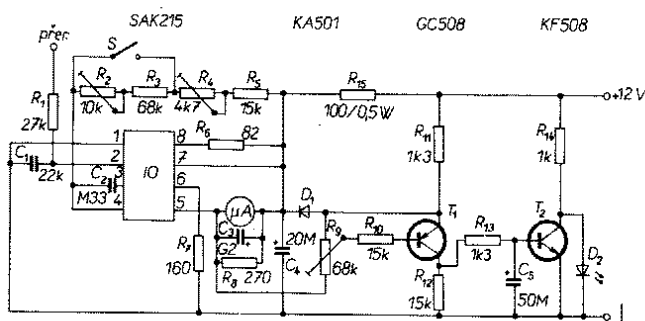 SAK215 KA501 GC508 KF508
přer.
S
R2 R3 R4 R5 R15
10k 68k 4k7 15k 100/0,5W
+12V
R1
27k
R6 82
R11
1k3
R14
1k
1 8
C1
22k
2 7
3 6
C2
M33
4 5
IO
µA
D1
R9
68k
R10
15k
T1
R13
1k3
T2
D2
C3
G2
R8 270
20M
C4
R7
160
R12
15k
C5
50M
+ + +
⊥